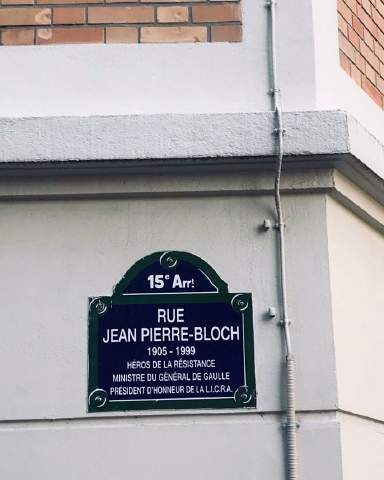 15e Arrt
RUE
JEAN PIERRE-BLOCH
1905 - 1999
HÉROS DE LA RÉSISTANCE
MINISTRE DU GÉNÉRAL DE GAULLE
PRÉSIDENT D'HONNEUR DE LA L.I.C.R.A.